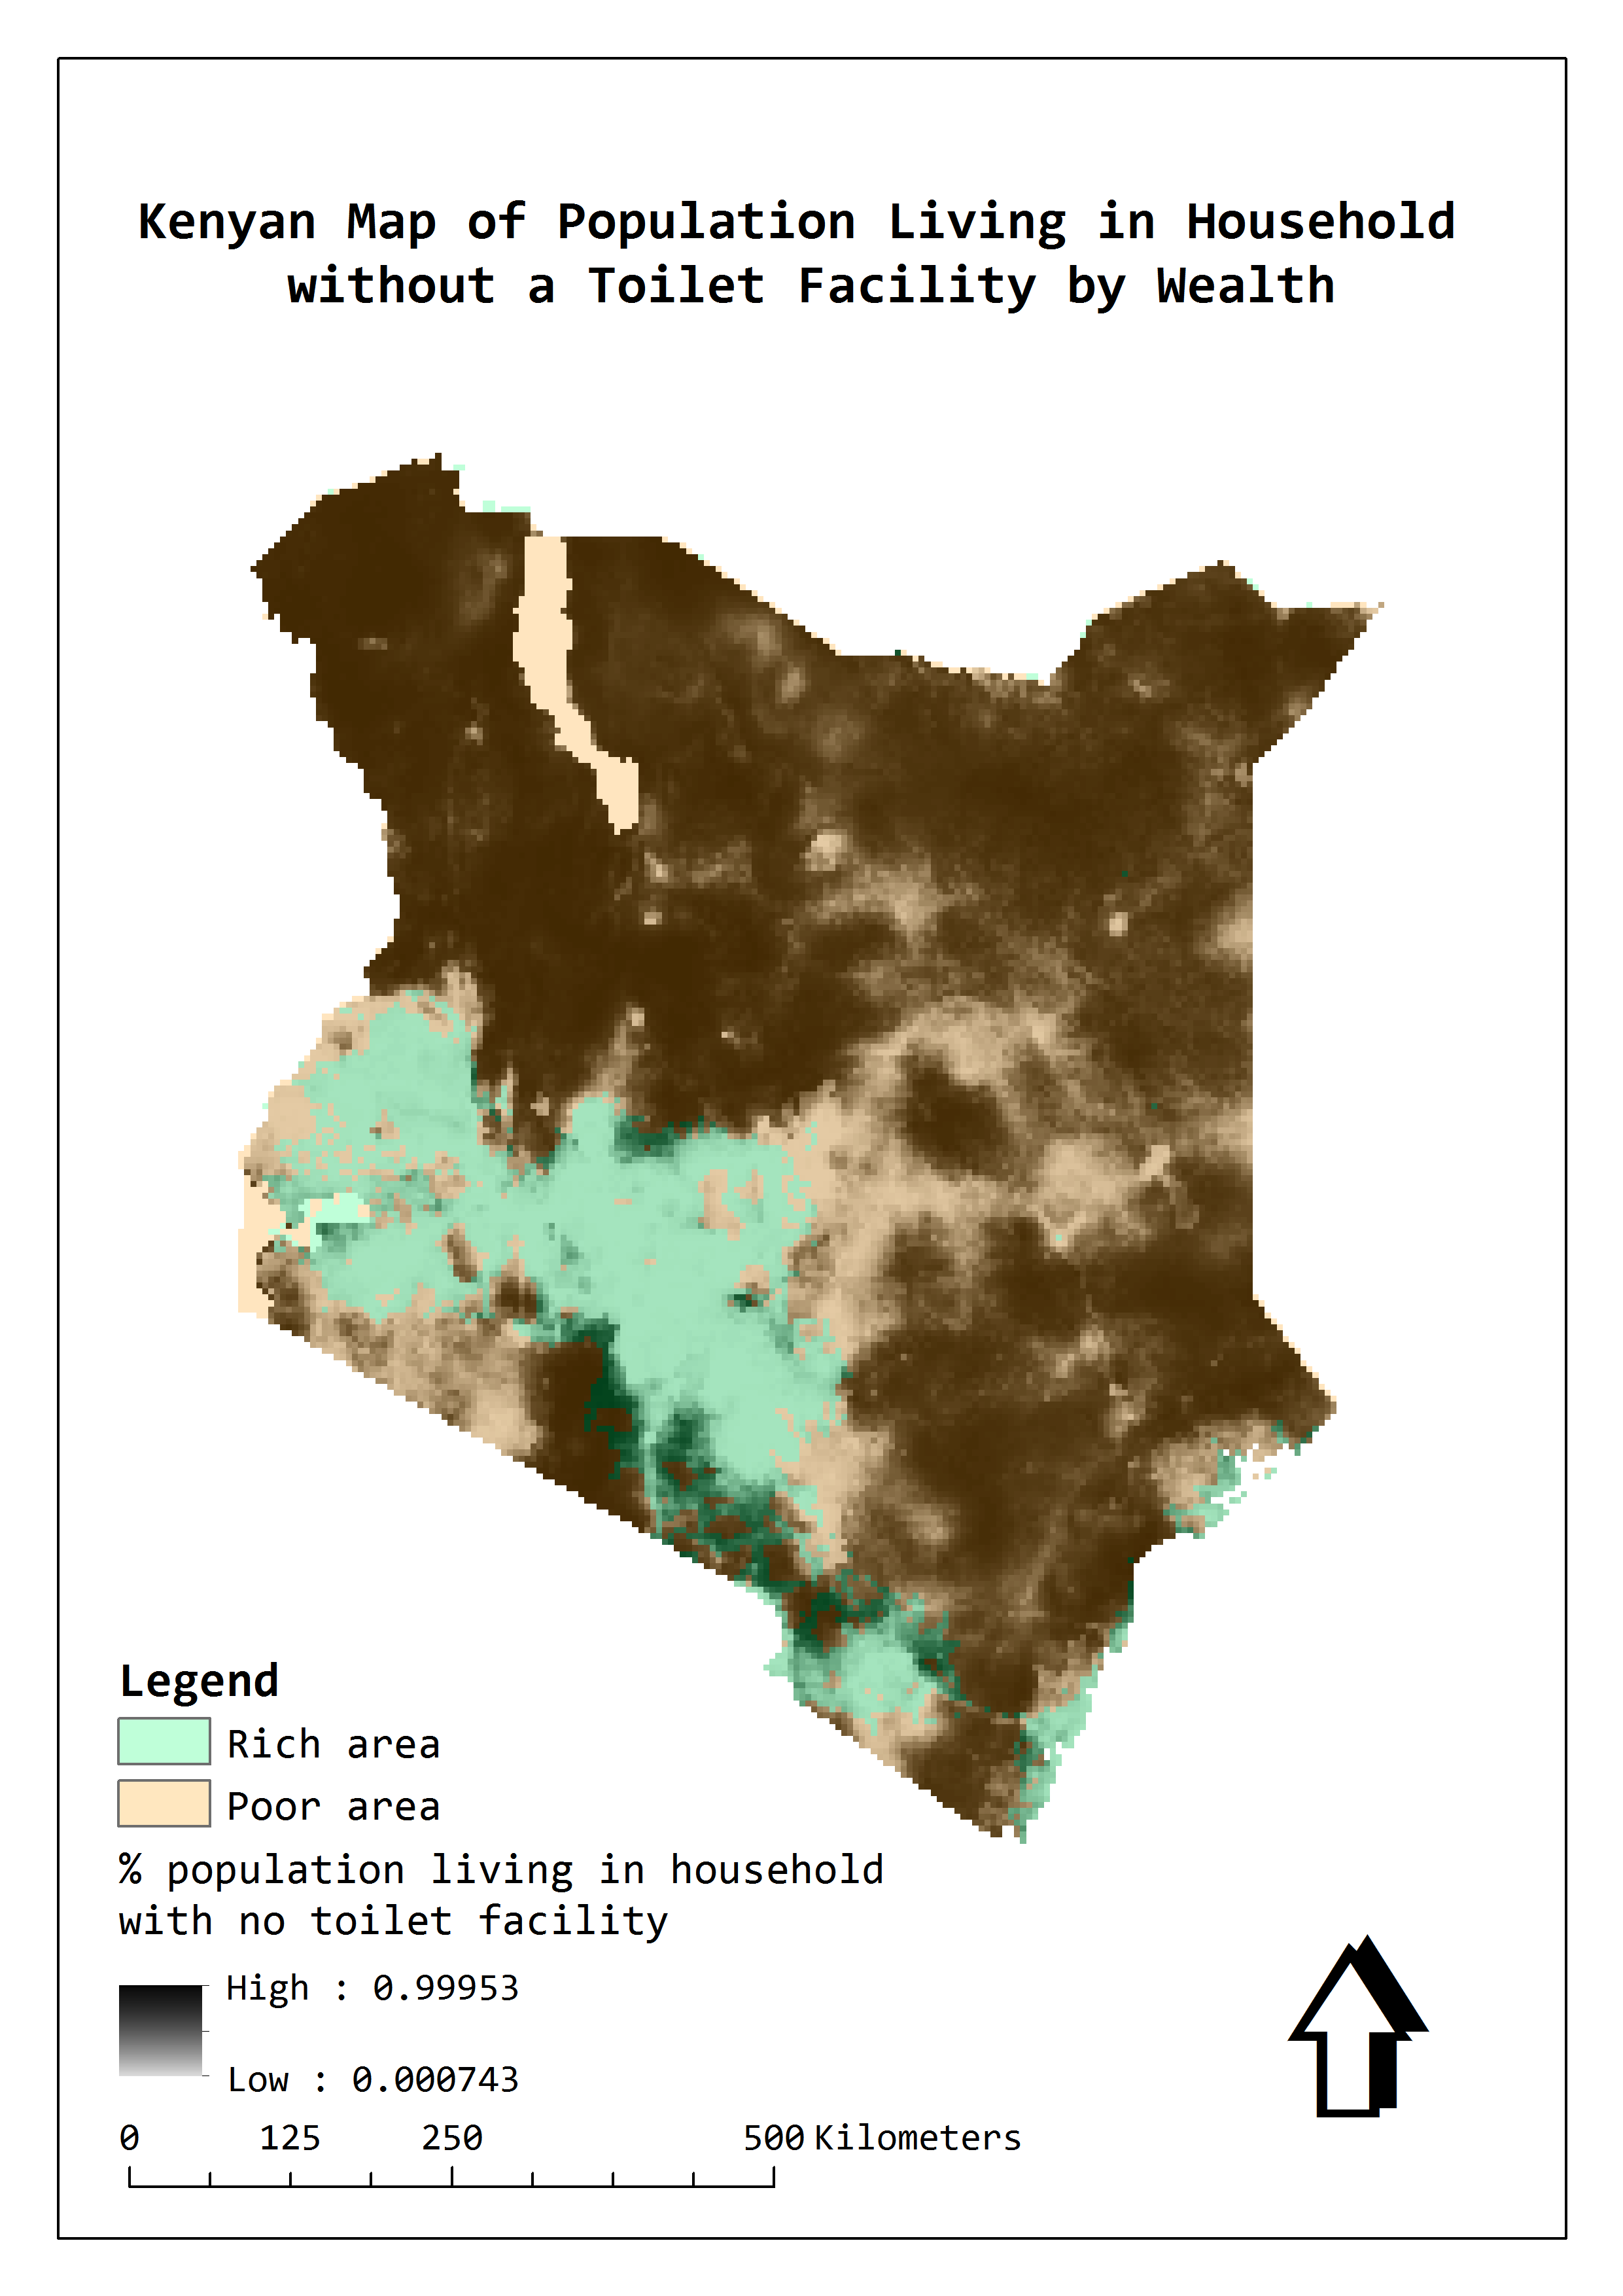 Kenyan Map of Population Living in Household
without a Toilet Facility by Wealth
Legend
Rich area
Poor area
% population living in household
with no toilet facility
High : 0.99953
Low : 0.000743
0 125 250 500 Kilometers